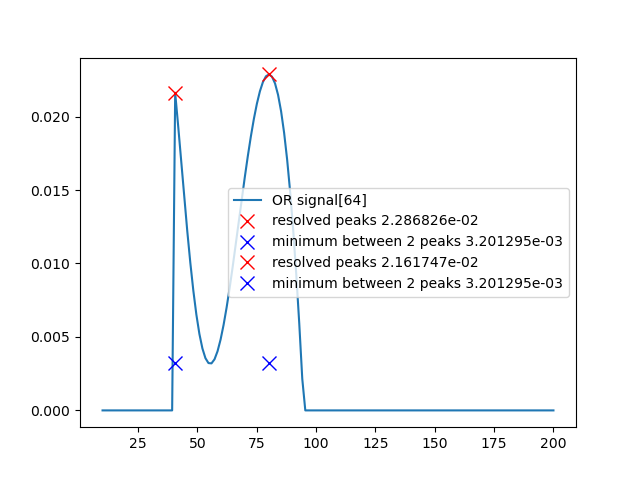 0.020
0.015
0.010
0.005
0.000
OR signal[64]
resolved peaks 2.286826e-02
minimum between 2 peaks 3.201295e-03
resolved peaks 2.161747e-02
minimum between 2 peaks 3.201295e-03
25 50 75 100 125 150 175 200